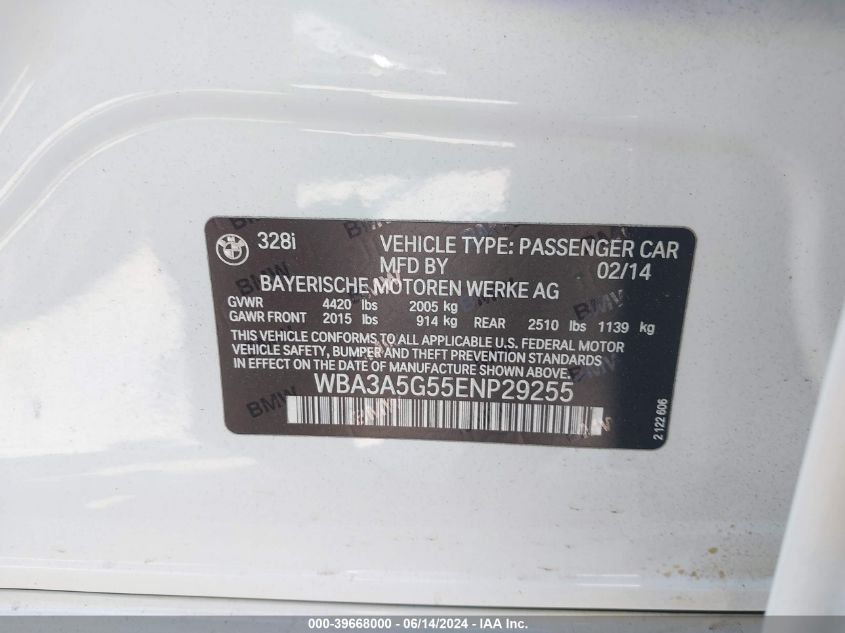 328i VEHICLE TYPE: PASSENGER CAR
MFD BY 02/14
BAYERISCHE MOTOREN WERKE AG
GVWR 4420 lbs 2005 kg
GAWR FRONT 2015 lbs 914 kg REAR 2510 lbs 1139 kg
THIS VEHICLE CONFORMS TO ALL APPLICABLE U.S. FEDERAL MOTOR
VEHICLE SAFETY, BUMPER AND THEFT PREVENTION STANDARDS
IN EFFECT ON THE DATE OF MANUFACTURE SHOWN ABOVE.
WBA3A5G55ENP29255
2 122 606
000-39668000 - 06/14/2024 - IAA Inc.